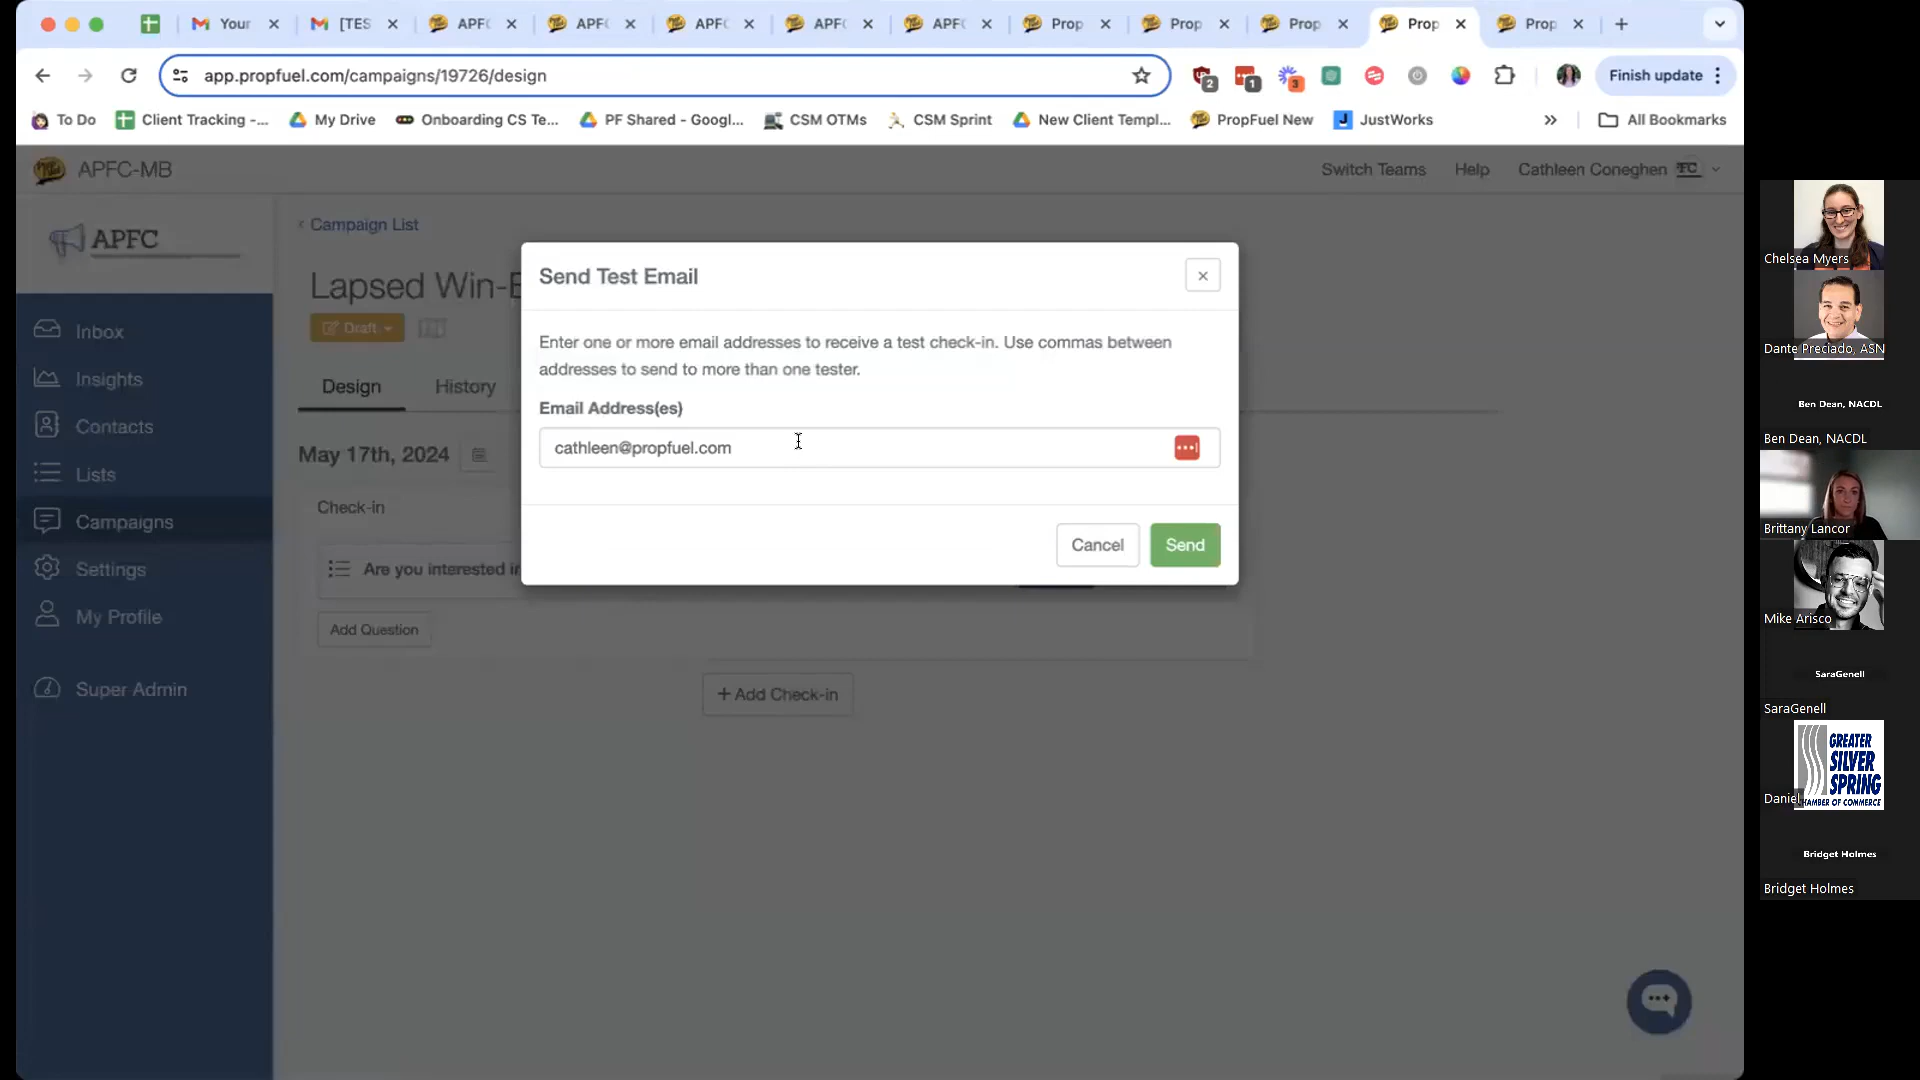 Your
[TES
APFC
APFC
APFC
APFC
APFC
Prop
Prop
Prop
Prop
Prop
app.propfuel.com/campaigns/19726/design
2
1
3
Finish update
To Do
Client Tracking -...
My Drive
Onboarding CS Te...
PF Shared - Googl...
CSM OTMs
CSM Sprint
New Client Templ...
PropFuel New
JustWorks
All Bookmarks
APFC-MB
Switch Teams
Help
Cathleen Coneghen
APFC
Inbox
Insights
Contacts
Lists
Campaigns
Settings
My Profile
Super Admin
Campaign List
Lapsed Win-B
Draft
Design
History
May 17th, 2024
Check-in
Are you interested in
Add Question
+ Add Check-in
Send Test Email
Enter one or more email addresses to receive a test check-in. Use commas between
addresses to send to more than one tester.
Email Address(es)
cathleen@propfuel.com
Cancel
Send
Chelsea Myers
Dante Preciado, ASN
Ben Dean, NACDL
Ben Dean, NACDL
Brittany Lancor
Mike Arisco
SaraGenell
SaraGenell
GREATER
SILVER
SPRING
CHAMBER OF COMMERCE
Daniel
Bridget Holmes
Bridget Holmes